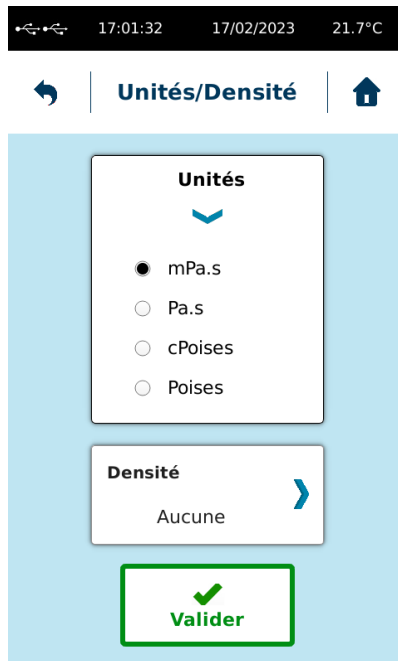 17:01:32 17/02/2023 21.7°C
Unités/Densité
Unités
mPa.s
Pa.s
cPoises
Poises
Densité
Aucune
Valider